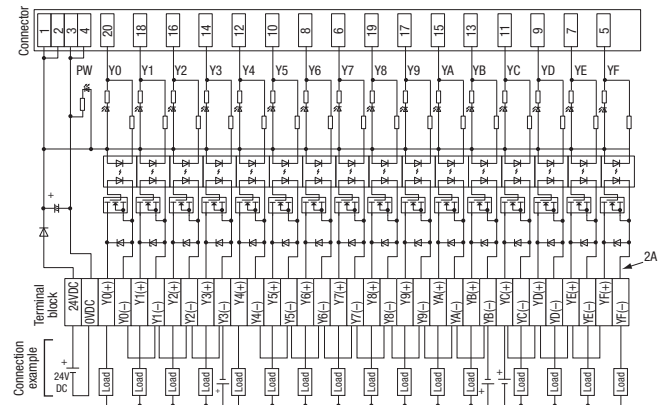 Connector
1 2 3 4 20 18 16 14 12 10 8 6 19 17 15 13 11 9 7 5
PW Y0 Y1 Y2 Y3 Y4 Y5 Y6 Y7 Y8 Y9 YA YB YC YD YE YF
+
2A
Terminal block
24VDC 0VDC Y0(+) Y0(−) Y1(+) Y1(−) Y2(+) Y2(−) Y3(+) Y3(−) Y4(+) Y4(−) Y5(+) Y5(−) Y6(+) Y6(−) Y7(+) Y7(−) Y8(+) Y8(−) Y9(+) Y9(−) YA(+) YA(−) YB(+) YB(−) YC(+) YC(−) YD(+) YD(−) YE(+) YE(−) YF(+) YF(−)
Connection example
+
24V
DC
Load Load Load Load Load Load Load Load Load Load Load Load Load Load Load Load
+ + +